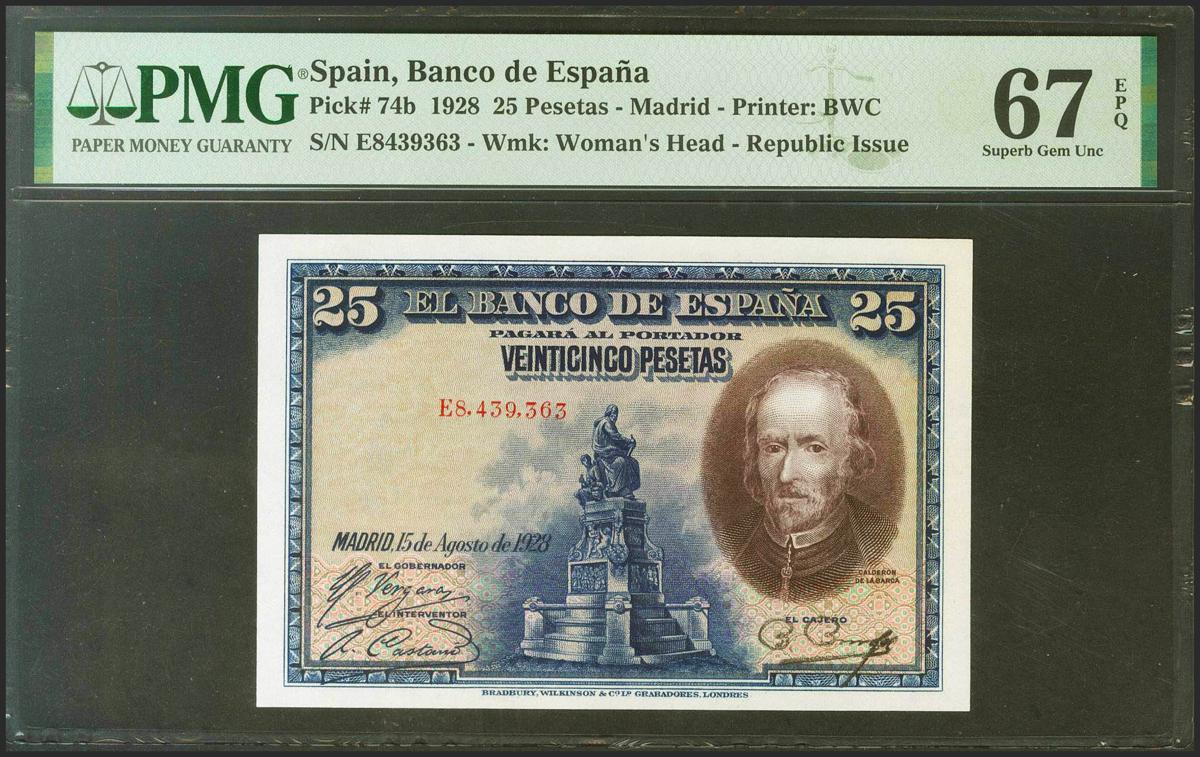 PMG®
PAPER MONEY GUARANTY
Spain, Banco de España
Pick# 74b 1928 25 Pesetas - Madrid - Printer: BWC
S/N E8439363 - Wmk: Woman's Head - Republic Issue
67
EPQ
Superb Gem Unc
25 EL BANCO DE ESPAÑA 25
PAGARÁ AL PORTADOR
VEINTICINCO PESETAS
E8.439.363
MADRID, 15 de Agosto de 1928
EL GOBERNADOR
Vergara
EL INTERVENTOR
A. Castaño
CALDERON
DE LA BARCA
EL CAJERO
BRADBURY, WILKINSON & Cº Lᴰ GRABADORES, LONDRES